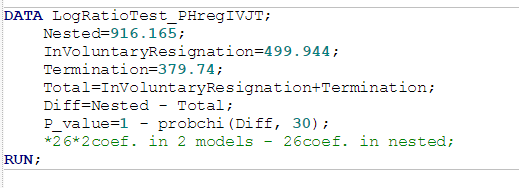 DATA LogRatioTest_PHregIVJT;
Nested=916.165;
InVoluntaryResignation=499.944;
Termination=379.74;
Total=InVoluntaryResignation+Termination;
Diff=Nested - Total;
P_value=1 - probchi(Diff, 30);
*26*2coef. in 2 models - 26coef. in nested;
RUN;